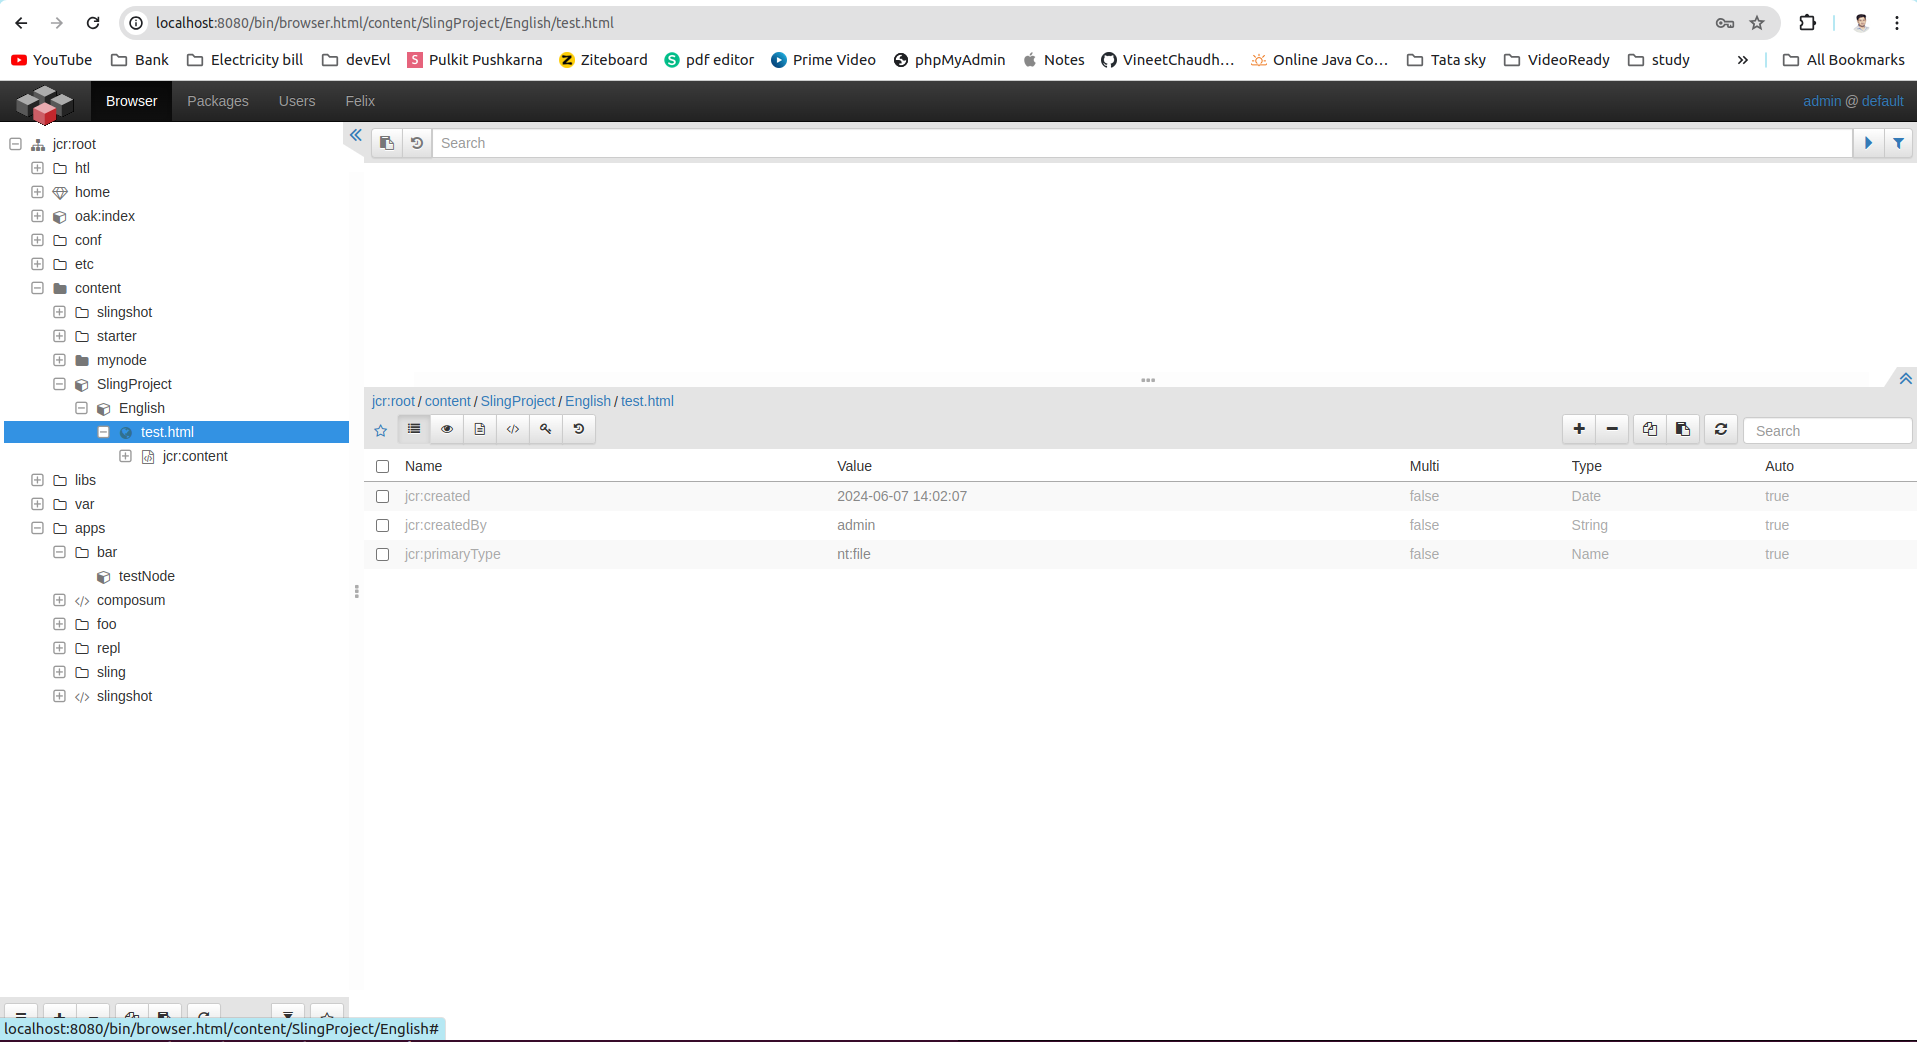 localhost:8080/bin/browser.html/content/SlingProject/English/test.html
YouTube Bank Electricity bill devEvl Pulkit Pushkarna Ziteboard pdf editor Prime Video phpMyAdmin Notes VineetChaudh... Online Java Co... Tata sky VideoReady study » All Bookmarks
Browser Packages Users Felix admin @ default
Search
jcr:root
htl
home
oak:index
conf
etc
content
slingshot
starter
mynode
SlingProject
English
test.html
jcr:content
libs
var
apps
bar
testNode
composum
foo
repl
sling
slingshot
jcr:root / content / SlingProject / English / test.html
Search
Name Value Multi Type Auto
jcr:created 2024-06-07 14:02:07 false Date true
jcr:createdBy admin false String true
jcr:primaryType nt:file false Name true
localhost:8080/bin/browser.html/content/SlingProject/English#